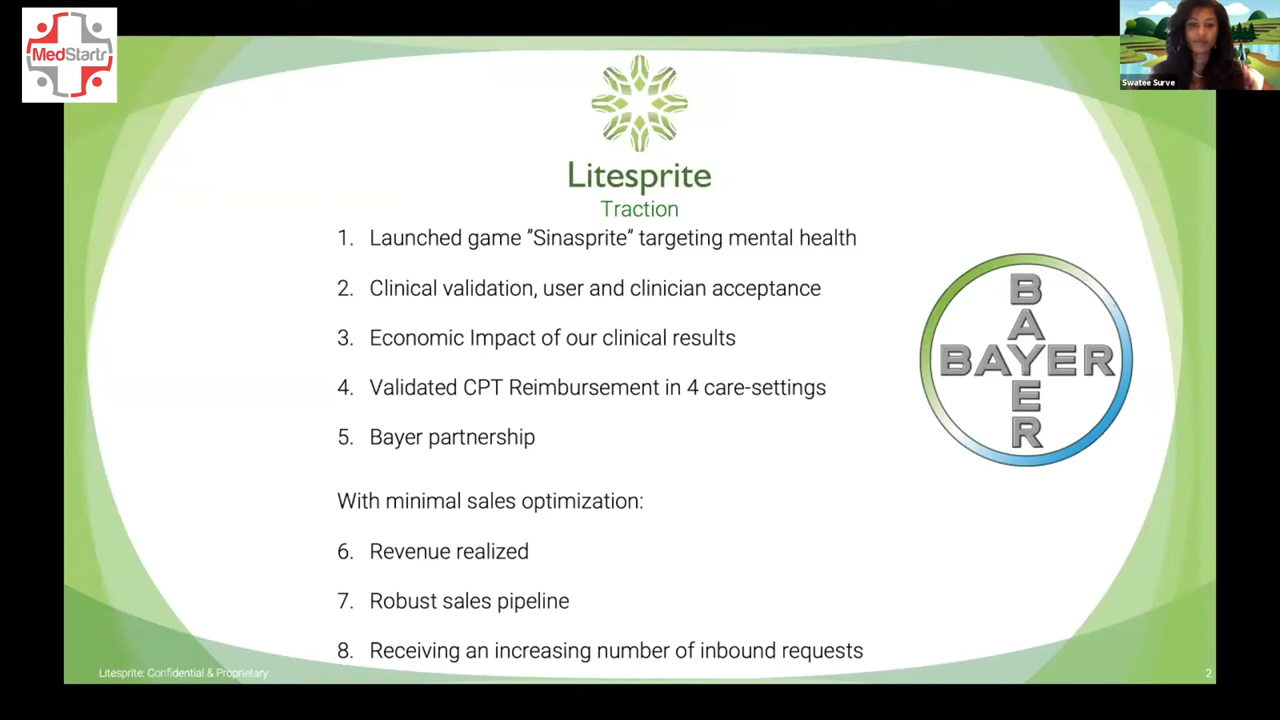 MedStartr
Swatee Surve
Litesprite
Traction
1. Launched game ”Sinasprite” targeting mental health
2. Clinical validation, user and clinician acceptance
3. Economic Impact of our clinical results
4. Validated CPT Reimbursement in 4 care-settings
5. Bayer partnership
BAYER
BAYER
With minimal sales optimization:
6. Revenue realized
7. Robust sales pipeline
8. Receiving an increasing number of inbound requests
Litesprite: Confidential & Proprietary
2